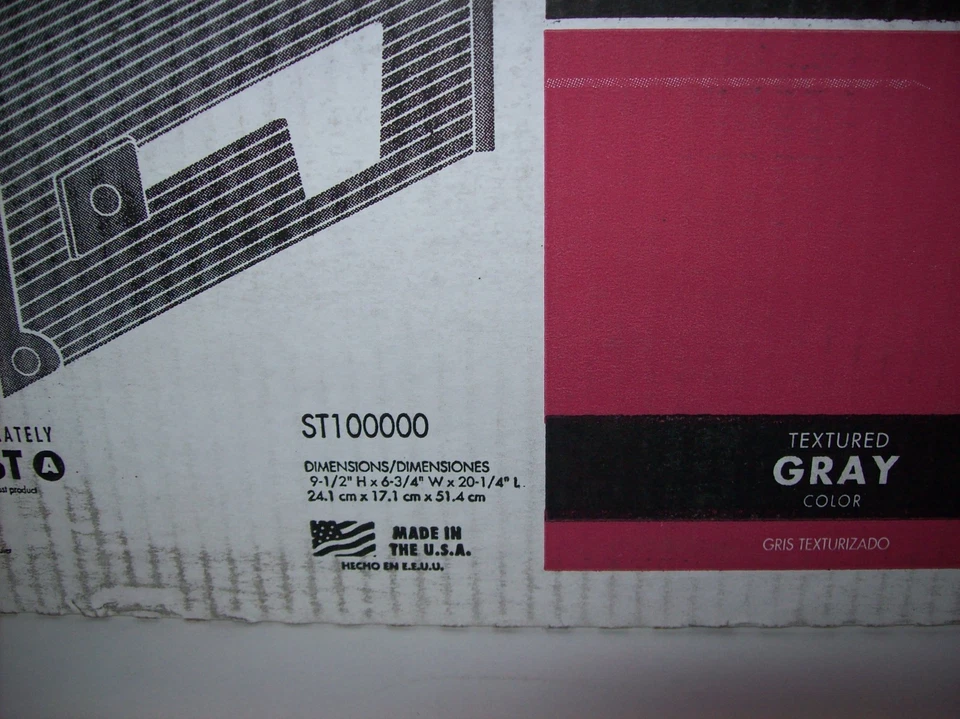 ST A
ST100000
DIMENSIONS/DIMENSIONES
9-1/2" H x 6-3/4" W x 20-1/4" L
24.1 cm x 17.1 cm x 51.4 cm
MADE IN
THE U.S.A.
HECHO EN E.E.U.U.
TEXTURED
GRAY
COLOR
GRIS TEXTURIZADO